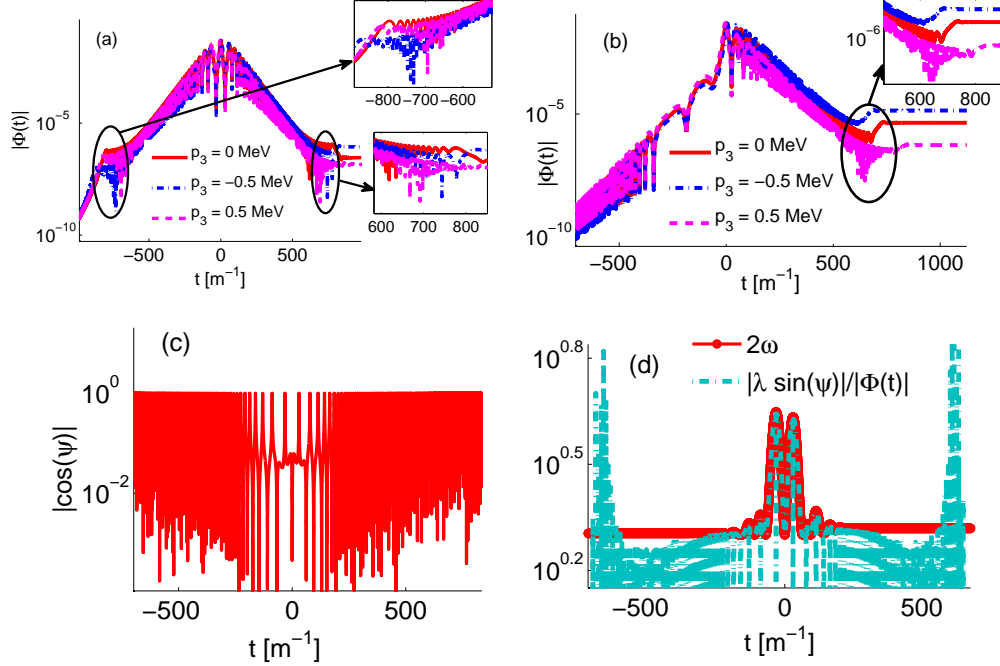 (a)
|Φ(t)|
10^−5
10^−10
p_3 = 0 MeV
p_3 = −0.5 MeV
p_3 = 0.5 MeV
−500 0 500
t [m^−1]
−800 −700 −600
600 700 800
(b)
|Φ(t)|
10^−5
10^−10
p_3 = 0 MeV
p_3 = −0.5 MeV
p_3 = 0.5 MeV
−500 0 500 1000
t [m^−1]
10^−6
600 800
(c)
|cos(ψ)|
10^0
10^−2
−500 0 500
t [m^−1]
(d)
2ω
|λ sin(ψ)|/|Φ(t)|
10^0.8
10^0.5
10^0.2
−500 0 500
t [m^−1]